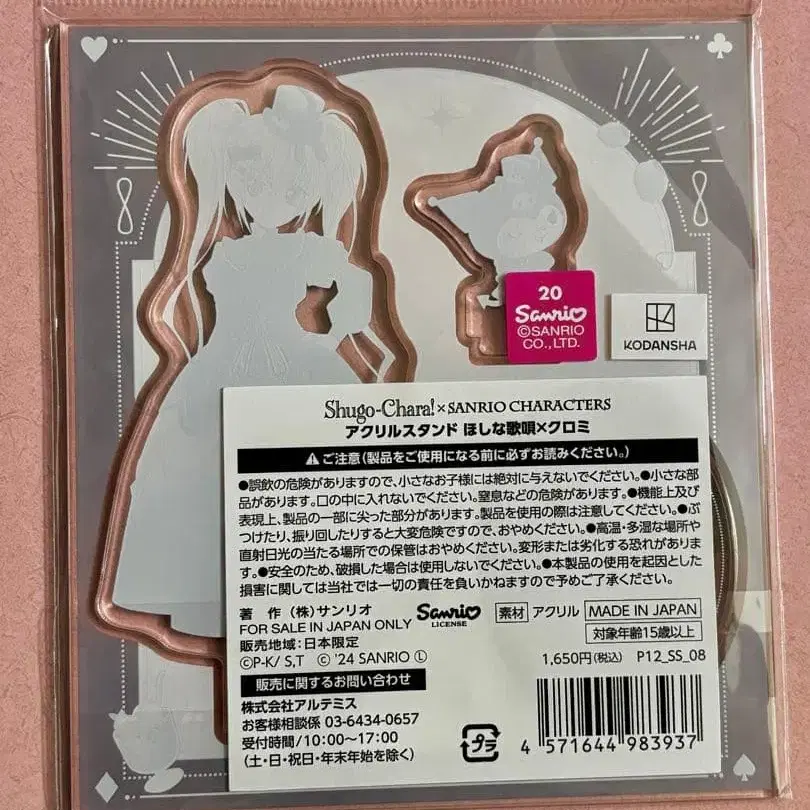 20
Sanrio
©SANRIO
CO.,LTD.
KODANSHA
Shugo-Chara!×SANRIO CHARACTERS
アクリルスタンド ほしな歌唄×クロミ
⚠ご注意(製品をご使用になる前に必ずお読みください。)
●誤飲の危険がありますので、小さなお子様には絶対に与えないでください。●小さな部
品があります。口の中に入れないでください。窒息などの危険があります。●機能上及び
表現上、製品の一部に尖った部分があります。製品を使用の際は注意してください。●ぶ
つけたり、振り回したりすると大変危険ですので、おやめください。●高温・多湿な場所や
直射日光の当たる場所での保管はおやめください。変形または劣化する恐れがありま
す。●安全のため、破損した場合は使用しないでください。●本製品の使用を起因とした
損害に関しては当社では一切の責任を負いかねますので予めご了承ください。
著 作 (株)サンリオ
FOR SALE IN JAPAN ONLY
販売地域:日本限定
Sanrio
LICENSE
素材 アクリル
MADE IN JAPAN
対象年齢15歳以上
©P-K/ S,T © '24 SANRIO Ⓛ
1,650円(税込) P12_SS_08
販売に関するお問い合わせ
株式会社アルテミス
お客様相談係 03-6434-0657
受付時間/10:00~17:00
(土・日・祝日・年末年始を除く)
プラ
4 571644 983937